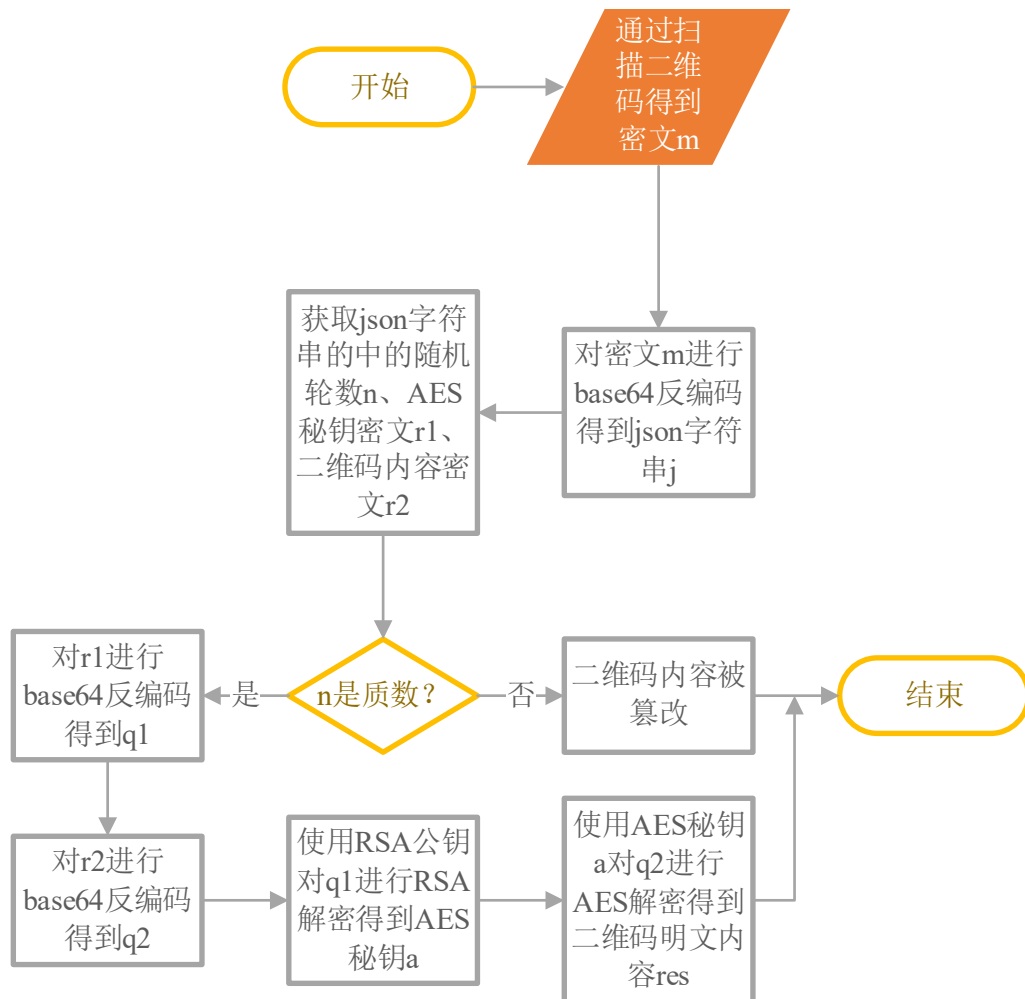 开始
通过扫
描二维
码得到
密文m
对密文m进行
base64反编码
得到json字符
串j
获取json字符
串的中的随机
轮数n、AES
秘钥密文r1、
二维码内容密
文r2
n是质数？
是
否
对r1进行
base64反编码
得到q1
二维码内容被
篡改
结束
对r2进行
base64反编码
得到q2
使用RSA公钥
对q1进行RSA
解密得到AES
秘钥a
使用AES秘钥
a对q2进行
AES解密得到
二维码明文内
容res